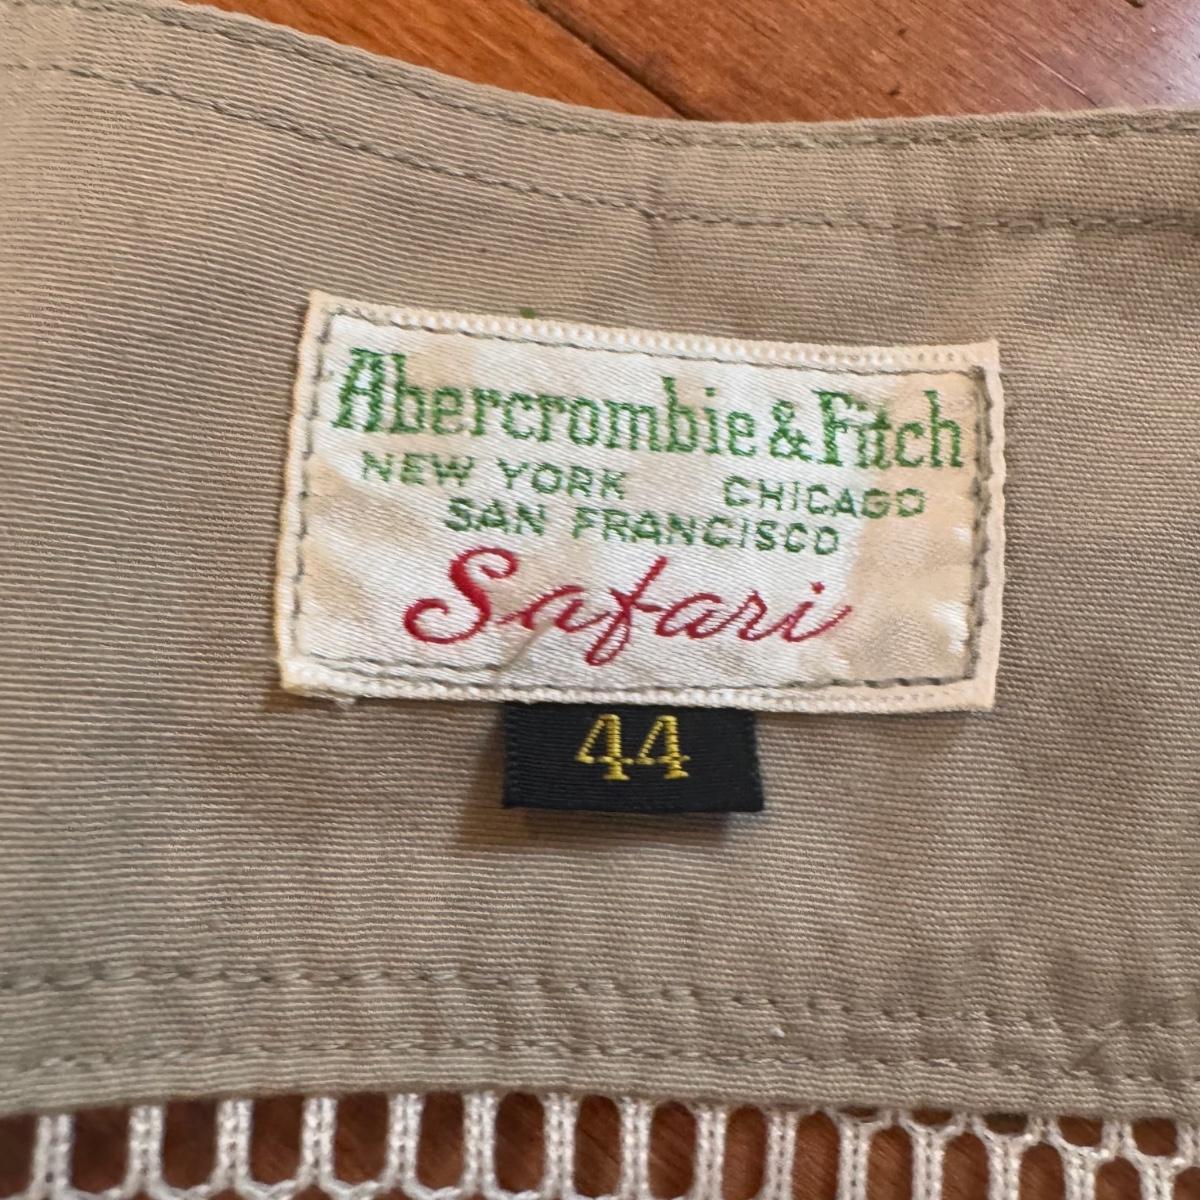 Abercrombie & Fitch
NEW YORK CHICAGO
SAN FRANCISCO
Safari
44